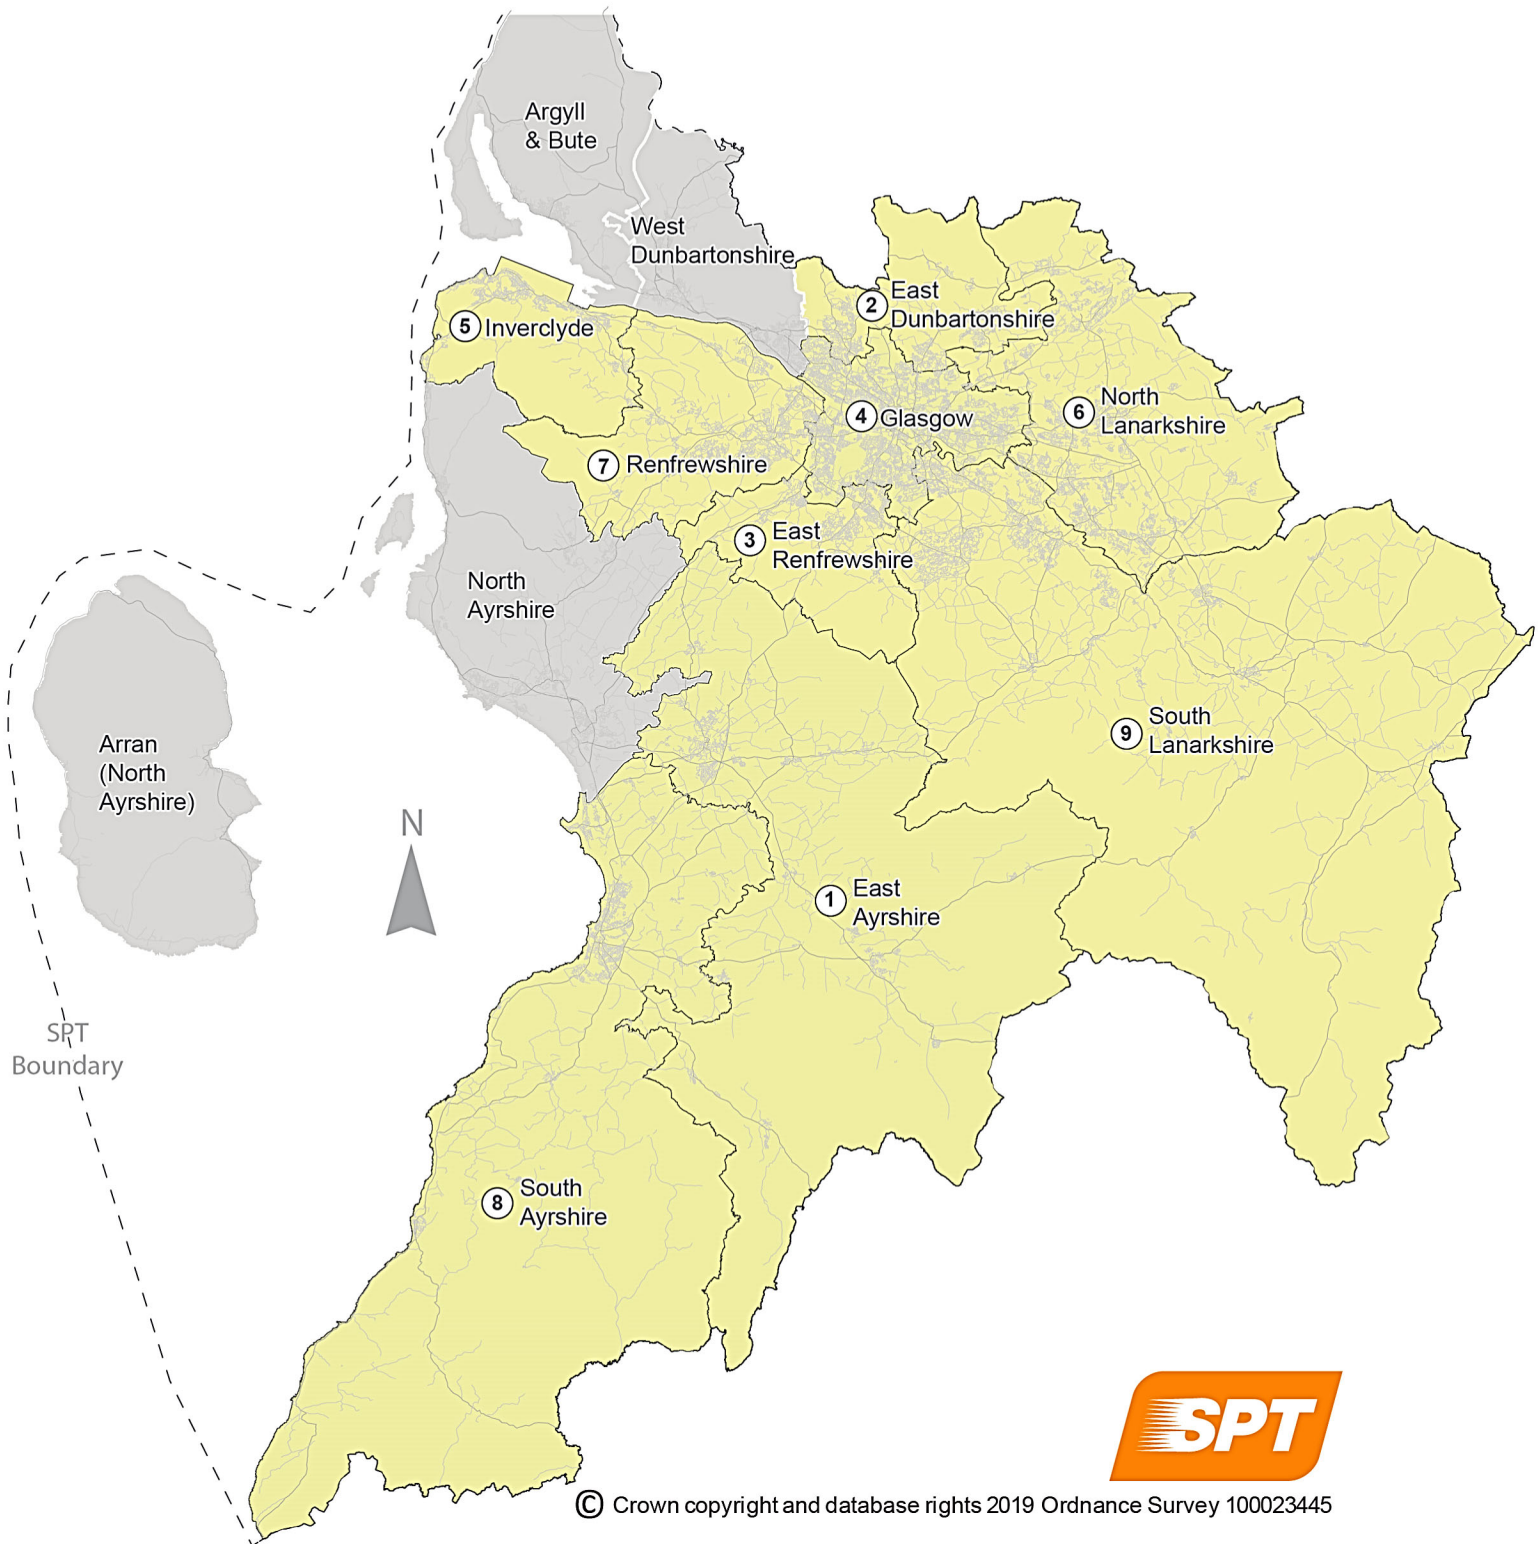 Argyll
& Bute
West
Dunbartonshire
2
East
Dunbartonshire
5
Inverclyde
4
Glasgow
6
North
Lanarkshire
7
Renfrewshire
3
East
Renfrewshire
North
Ayrshire
9
South
Lanarkshire
Arran
(North
Ayrshire)
N
1
East
Ayrshire
SPT
Boundary
8
South
Ayrshire
SPT
© Crown copyright and database rights 2019 Ordnance Survey 100023445